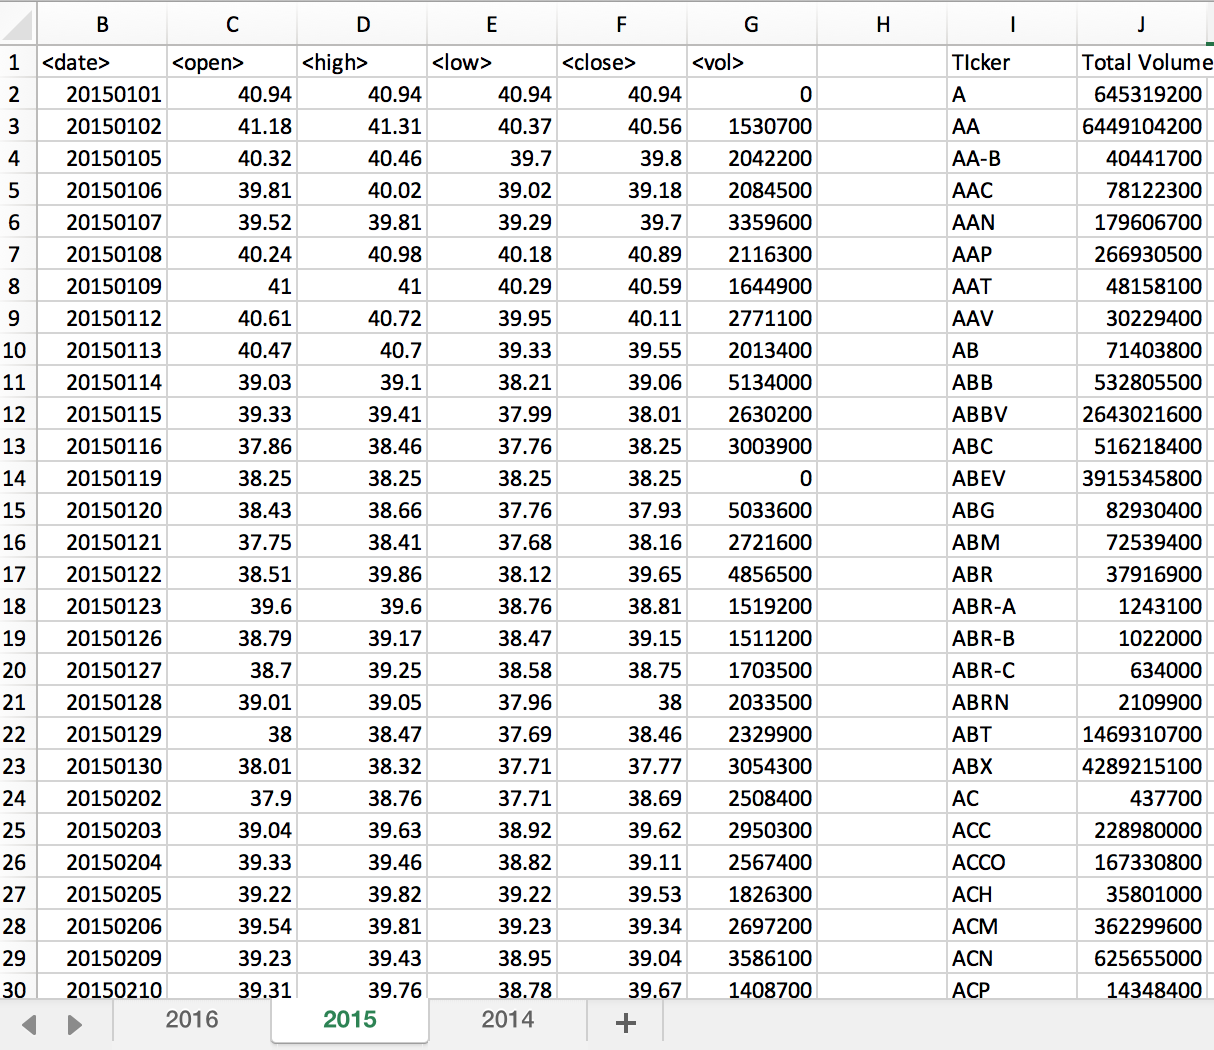 B C D E F G H I J
1 <date> <open> <high> <low> <close> <vol> TIcker Total Volume
2 20150101 40.94 40.94 40.94 40.94 0 A 645319200
3 20150102 41.18 41.31 40.37 40.56 1530700 AA 6449104200
4 20150105 40.32 40.46 39.7 39.8 2042200 AA-B 40441700
5 20150106 39.81 40.02 39.02 39.18 2084500 AAC 78122300
6 20150107 39.52 39.81 39.29 39.7 3359600 AAN 179606700
7 20150108 40.24 40.98 40.18 40.89 2116300 AAP 266930500
8 20150109 41 41 40.29 40.59 1644900 AAT 48158100
9 20150112 40.61 40.72 39.95 40.11 2771100 AAV 30229400
10 20150113 40.47 40.7 39.33 39.55 2013400 AB 71403800
11 20150114 39.03 39.1 38.21 39.06 5134000 ABB 532805500
12 20150115 39.33 39.41 37.99 38.01 2630200 ABBV 2643021600
13 20150116 37.86 38.46 37.76 38.25 3003900 ABC 516218400
14 20150119 38.25 38.25 38.25 38.25 0 ABEV 3915345800
15 20150120 38.43 38.66 37.76 37.93 5033600 ABG 82930400
16 20150121 37.75 38.41 37.68 38.16 2721600 ABM 72539400
17 20150122 38.51 39.86 38.12 39.65 4856500 ABR 37916900
18 20150123 39.6 39.6 38.76 38.81 1519200 ABR-A 1243100
19 20150126 38.79 39.17 38.47 39.15 1511200 ABR-B 1022000
20 20150127 38.7 39.25 38.58 38.75 1703500 ABR-C 634000
21 20150128 39.01 39.05 37.96 38 2033500 ABRN 2109900
22 20150129 38 38.47 37.69 38.46 2329900 ABT 1469310700
23 20150130 38.01 38.32 37.71 37.77 3054300 ABX 4289215100
24 20150202 37.9 38.76 37.71 38.69 2508400 AC 437700
25 20150203 39.04 39.63 38.92 39.62 2950300 ACC 228980000
26 20150204 39.33 39.46 38.82 39.11 2567400 ACCO 167330800
27 20150205 39.22 39.82 39.22 39.53 1826300 ACH 35801000
28 20150206 39.54 39.81 39.23 39.34 2697200 ACM 362299600
29 20150209 39.23 39.43 38.95 39.04 3586100 ACN 625655000
30 20150210 39.31 39.76 38.78 39.67 1408700 ACP 14348400
2016 2015 2014 +